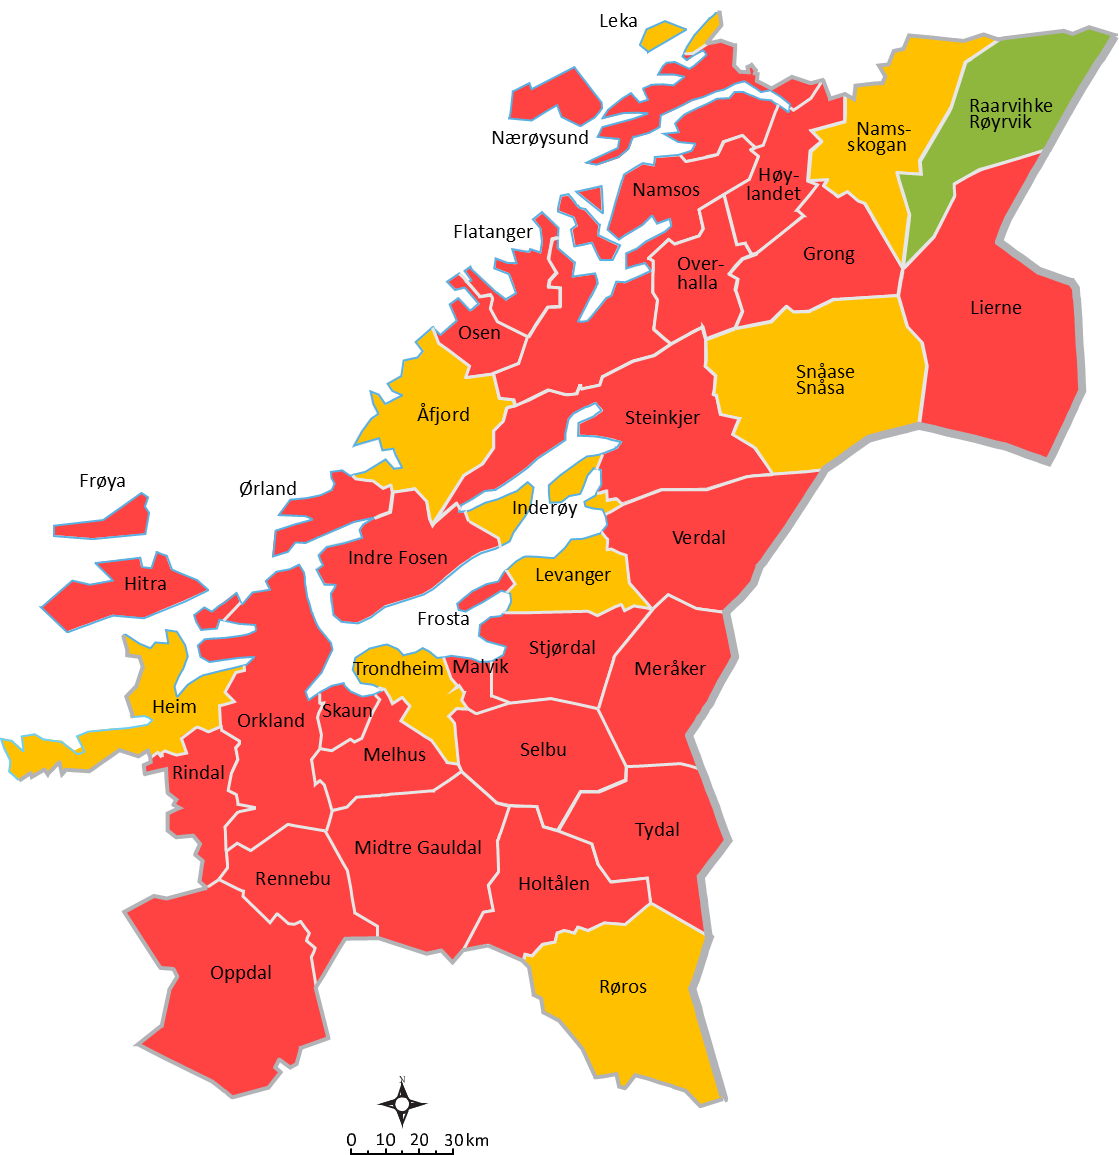 Leka
Raarvihke
Røyrvik
Nams-
skogan
Nærøysund
Namsos
Høy-
landet
Flatanger
Grong
Over-
halla
Lierne
Osen
Snåase
Snåsa
Åfjord
Steinkjer
Frøya
Ørland
Inderøy
Verdal
Indre Fosen
Levanger
Hitra
Frosta
Stjørdal
Trondheim
Malvik
Meråker
Heim
Skaun
Orkland
Selbu
Melhus
Rindal
Tydal
Midtre Gauldal
Rennebu
Holtålen
Oppdal
Røros
N
0 10 20 30 km